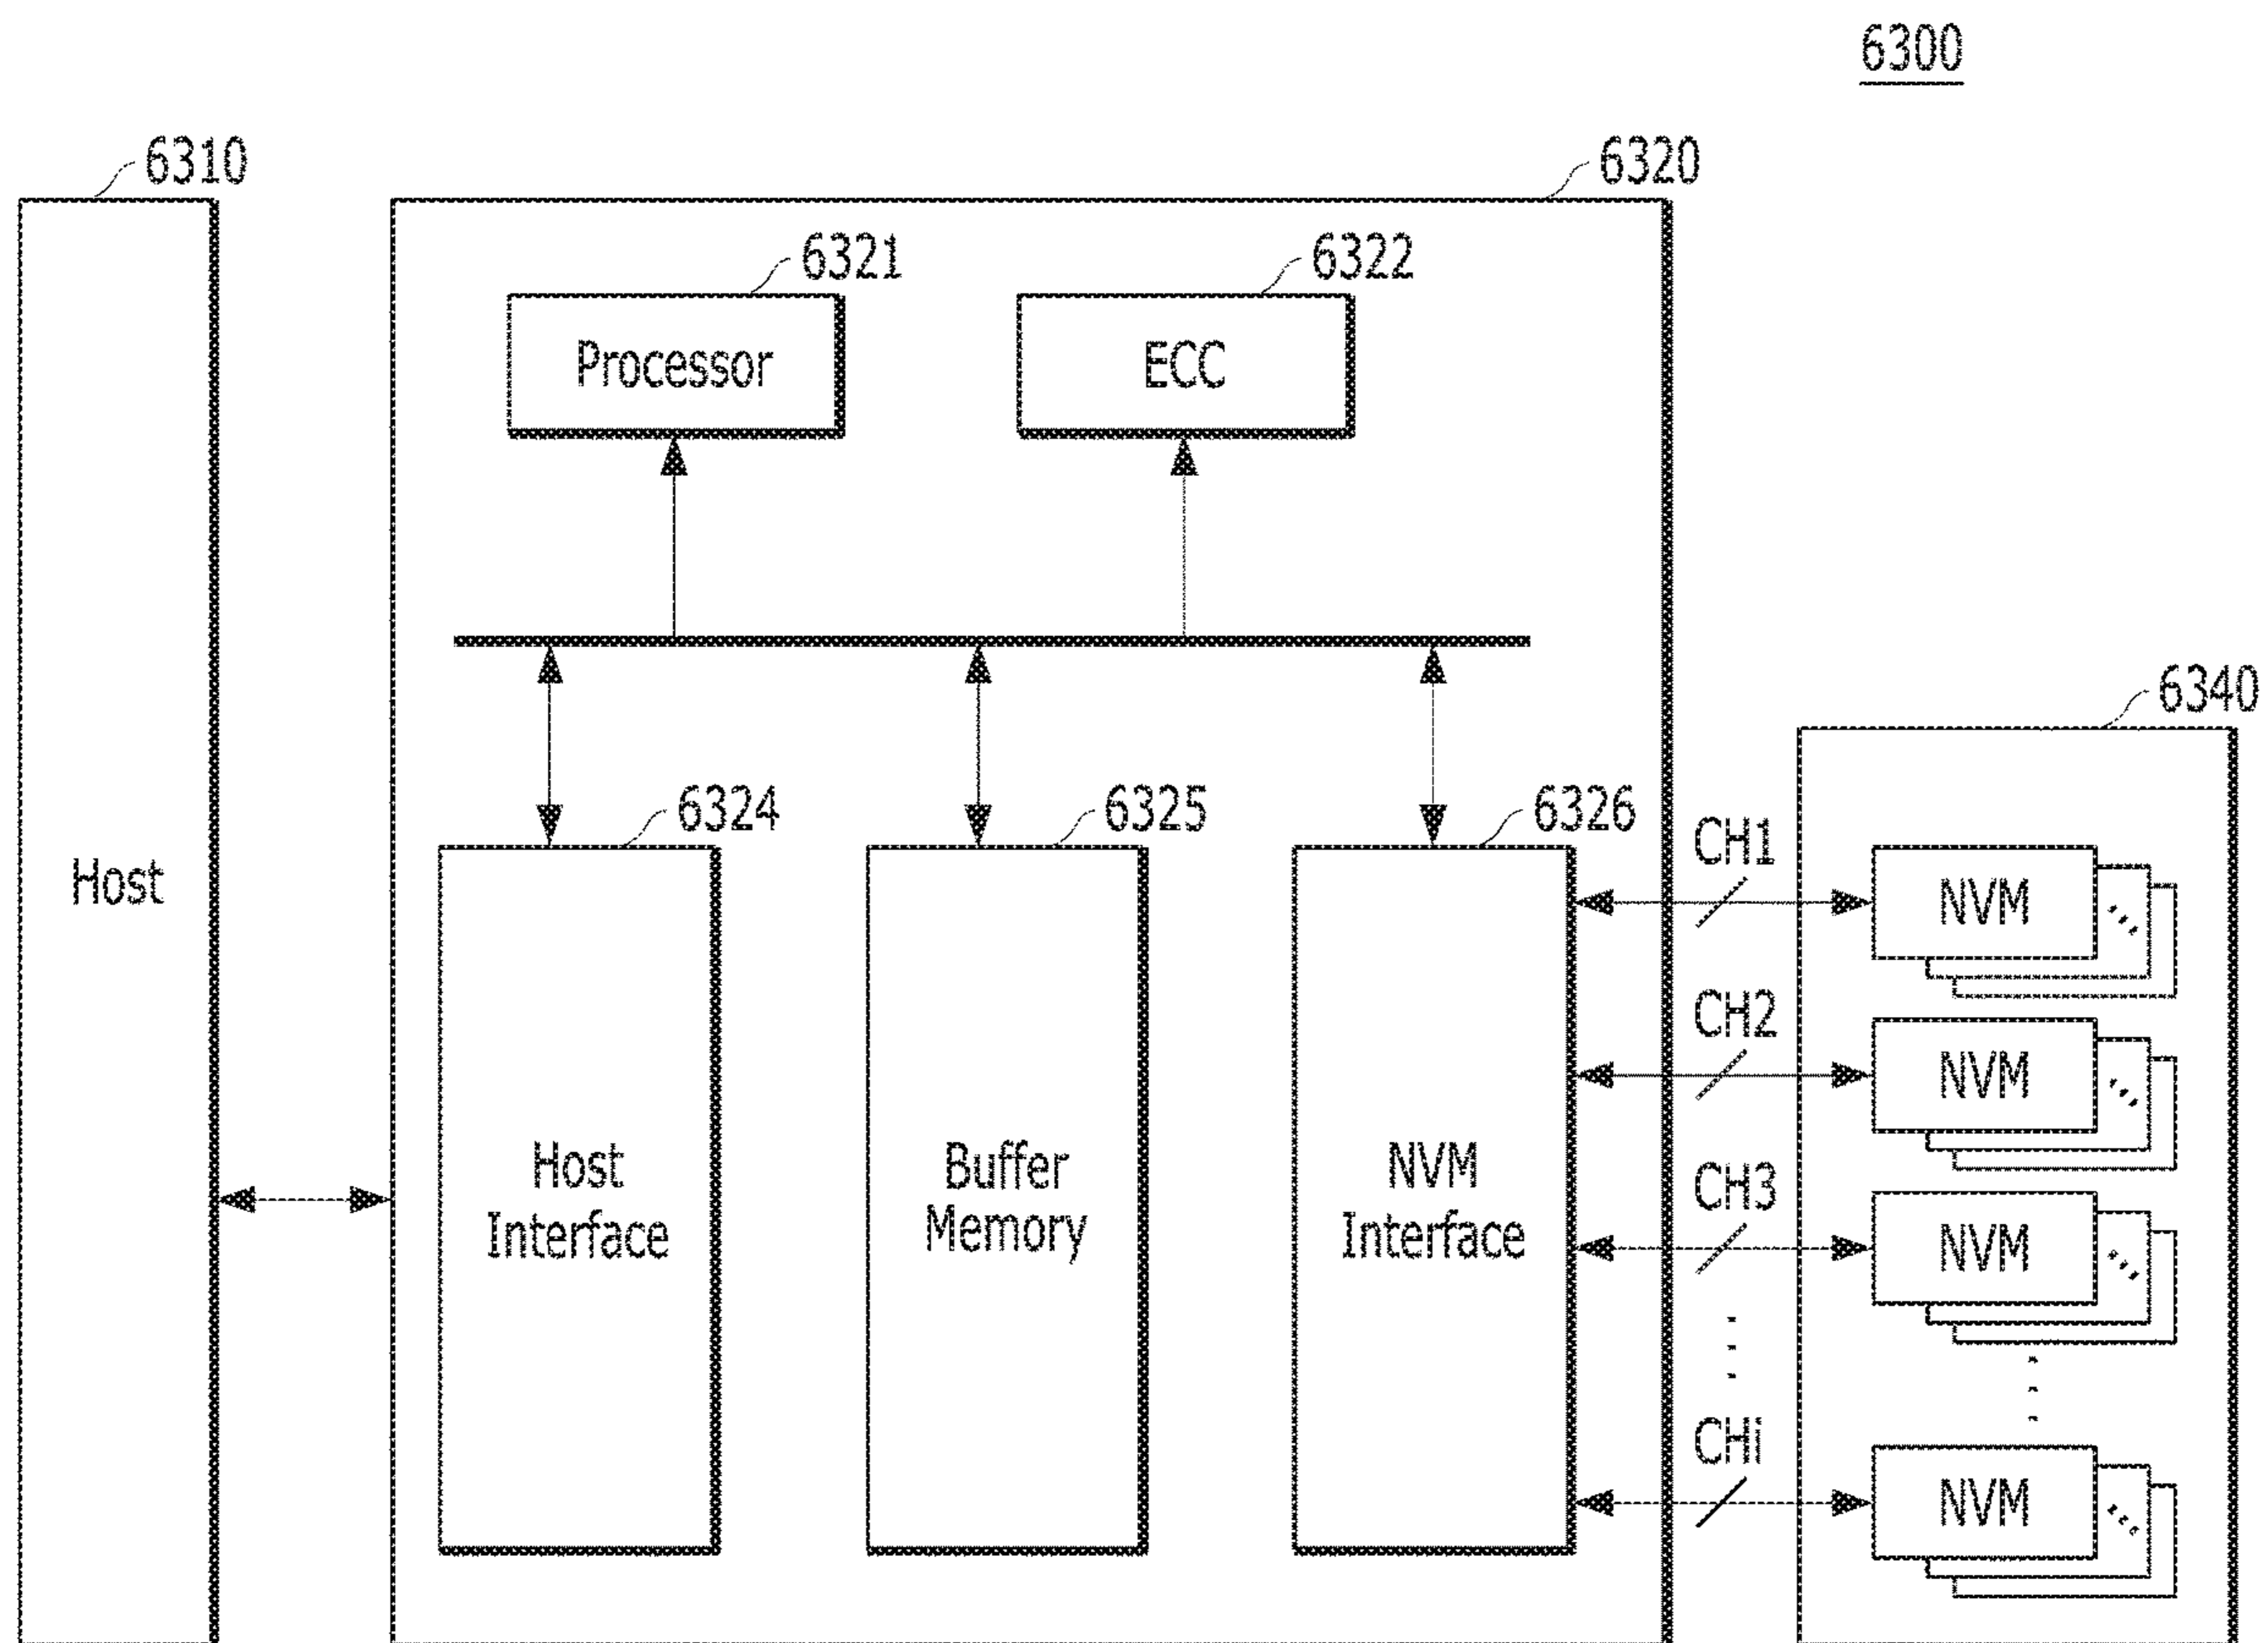 6300
6310
6320
6321
6322
Processor
ECC
6340
6324
6325
6326
CH1
Host
NVM
CH2
NVM
Host
Interface
Buffer
Memory
NVM
Interface
CH3
NVM
CHi
NVM